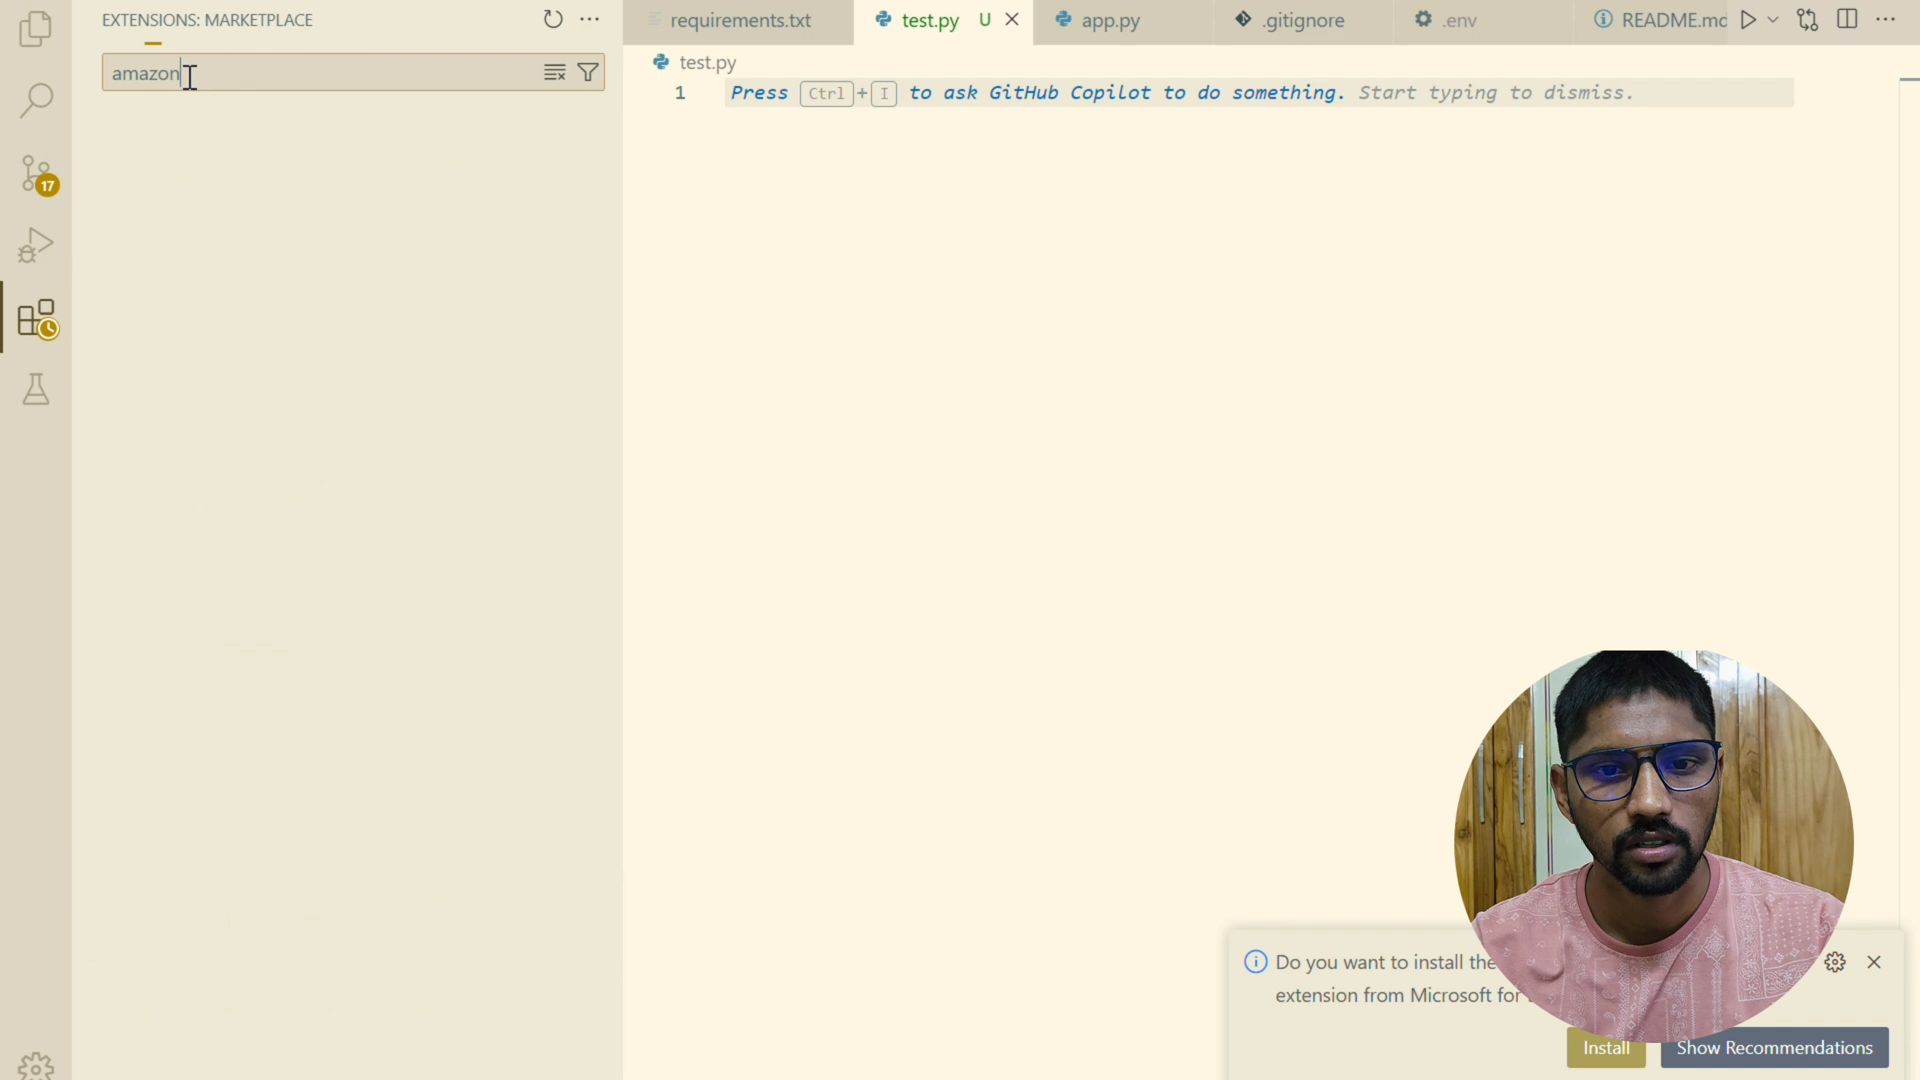 EXTENSIONS: MARKETPLACE
amazon
17
requirements.txt
test.py U
app.py
.gitignore
.env
README.md
test.py
1 Press Ctrl+I to ask GitHub Copilot to do something. Start typing to dismiss.
Do you want to install the
extension from Microsoft for
Install
Show Recommendations